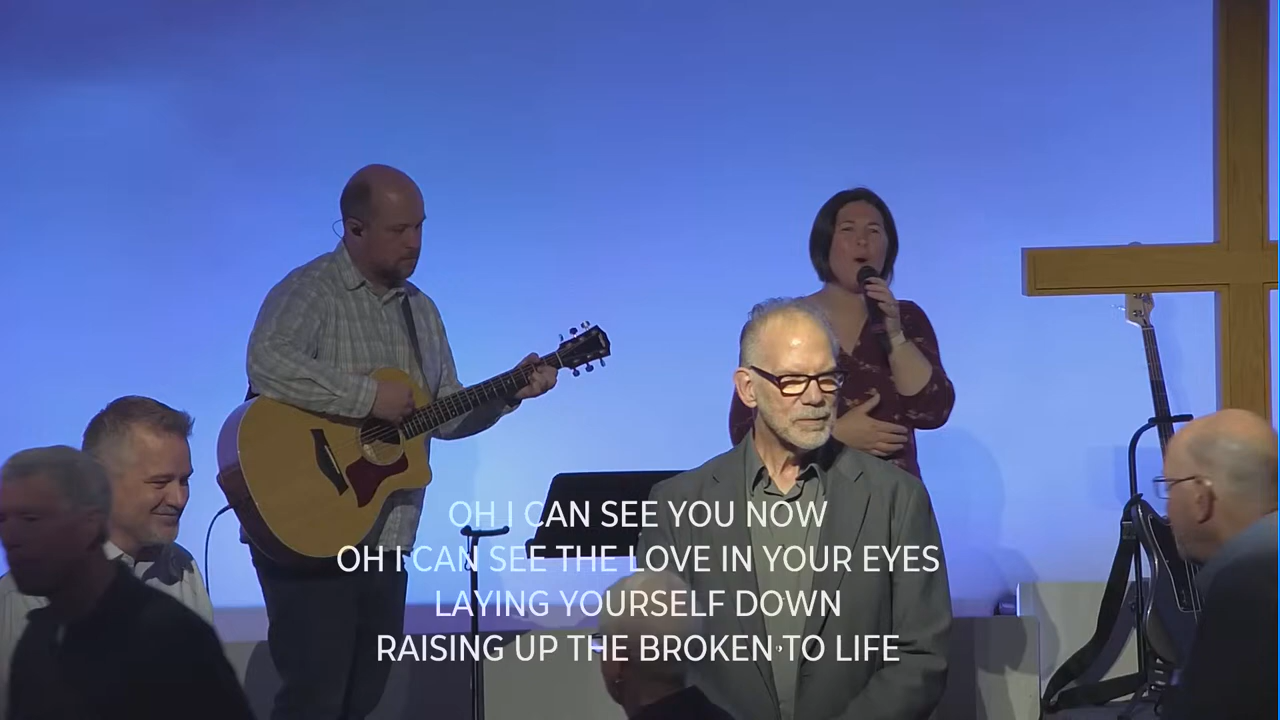 OH I CAN SEE YOU NOW
OH I CAN SEE THE LOVE IN YOUR EYES
LAYING YOURSELF DOWN
RAISING UP THE BROKEN TO LIFE